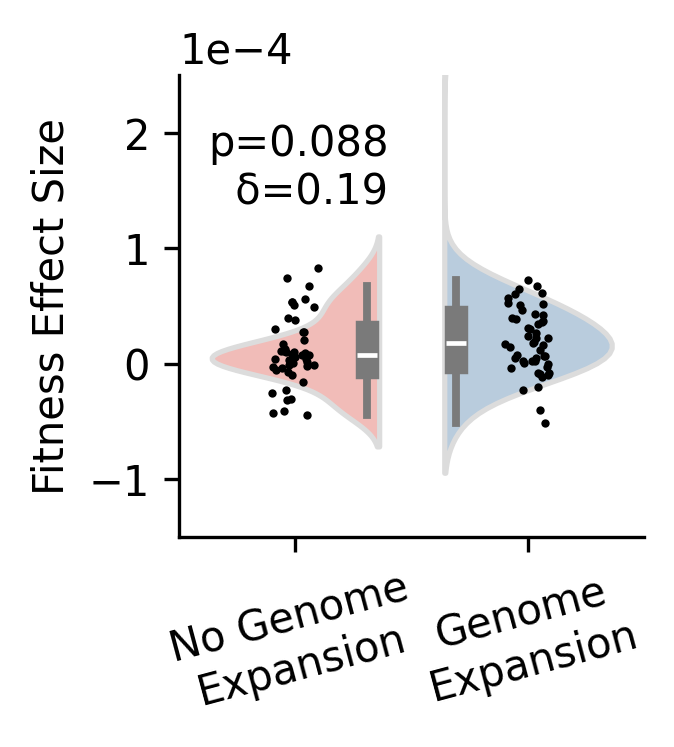 1e−4
Fitness Effect Size
2
1
0
−1
p=0.088
δ=0.19
No Genome
Expansion
Genome
Expansion